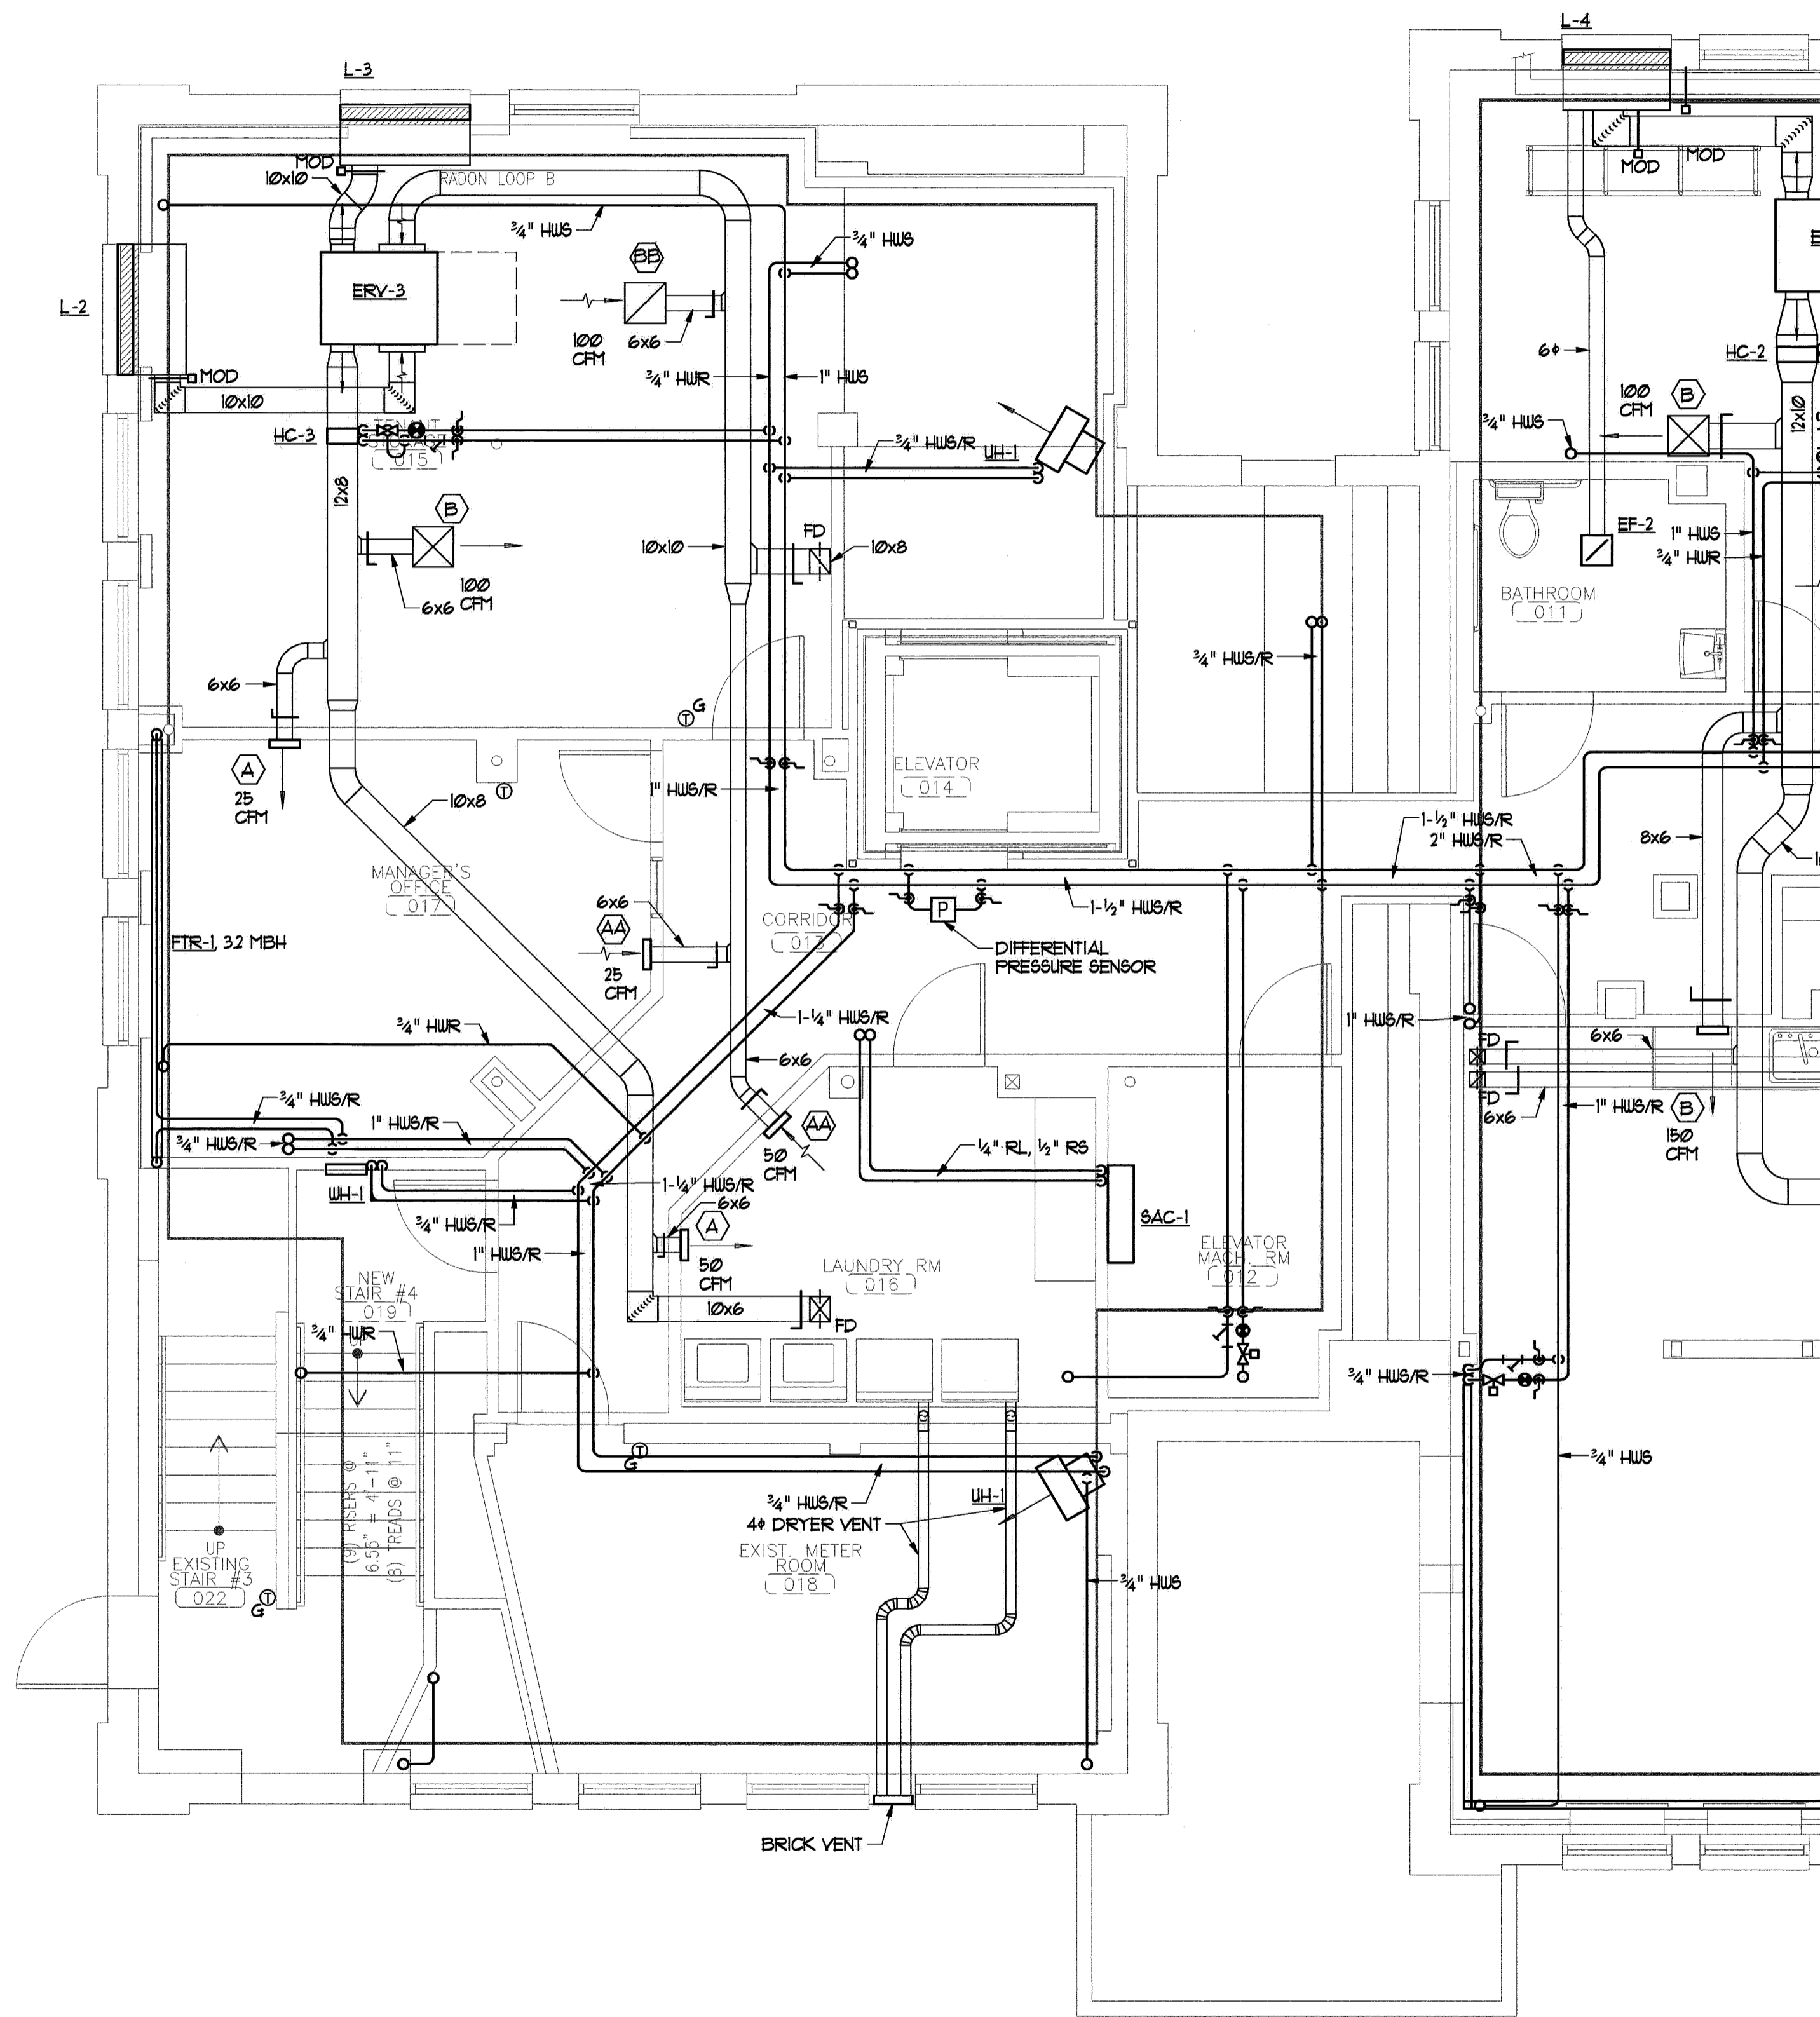 L-4
L-3
MOD
10x10
RADON LOOP B
3/4" HWS
MOD
MOD
BB
3/4" HWS
L-2
ERV-3
100
CFM
6x6
6ϕ
HC-2
MOD
10x10
3/4" HWR
1" HWS
100
CFM
B
12x10
3/4" HWS
HC-3
TENANT
STORAGE
015
3/4" HWS/R
UH-1
12x8
B
FD
10x10
10x8
100
CFM
6x6
EF-2
1" HWS
3/4" HWR
BATHROOM
011
3/4" HWS/R
6x6
G
T
A
25
CFM
T
10x8
1" HWS/R
ELEVATOR
014
1-1/2" HWS/R
2" HWS/R
8x6
MANAGER'S
OFFICE
017
6x6
AA
CORRIDOR
013
P
1-1/2" HWS/R
FTR-1, 3.2 MBH
25
CFM
DIFFERENTIAL
PRESSURE SENSOR
3/4" HWR
1-1/4" HWS/R
1" HWS/R
FD
6x6
6x6
3/4" HWS/R
1" HWS/R
3/4" HWS/R
AA
50
CFM
1/4" RL, 1/2" RS
FD
6x6
1" HWS/R
B
150
CFM
WH-1
1-1/4" HWS/R
6x6
3/4" HWS/R
A
SAC-1
1" HWS/R
50
CFM
LAUNDRY RM
016
ELEVATOR
MACH. RM
012
NEW
STAIR #4
019
10x6
FD
3/4" HWR
UP
3/4" HWS/R
T
G
3/4" HWS
(9) RISERS @
6.55" = 4'-11"
(8) TREADS @ 11"
3/4" HWS/R
UH-1
4ϕ DRYER VENT
EXIST. METER
ROOM
018
UP
EXISTING
STAIR #3
022
T
G
3/4" HWS
BRICK VENT